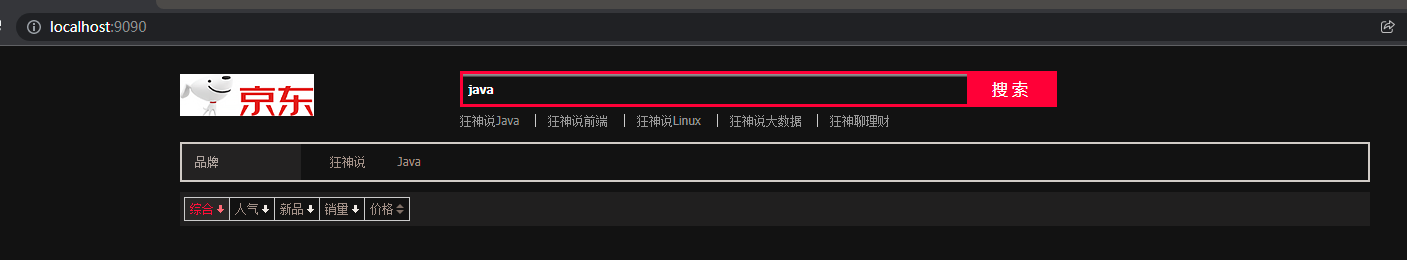 localhost:9090
京东
java 搜索
狂神说Java 狂神说前端 狂神说Linux 狂神说大数据 狂神聊理财
品牌 狂神说 Java
综合 人气 新品 销量 价格